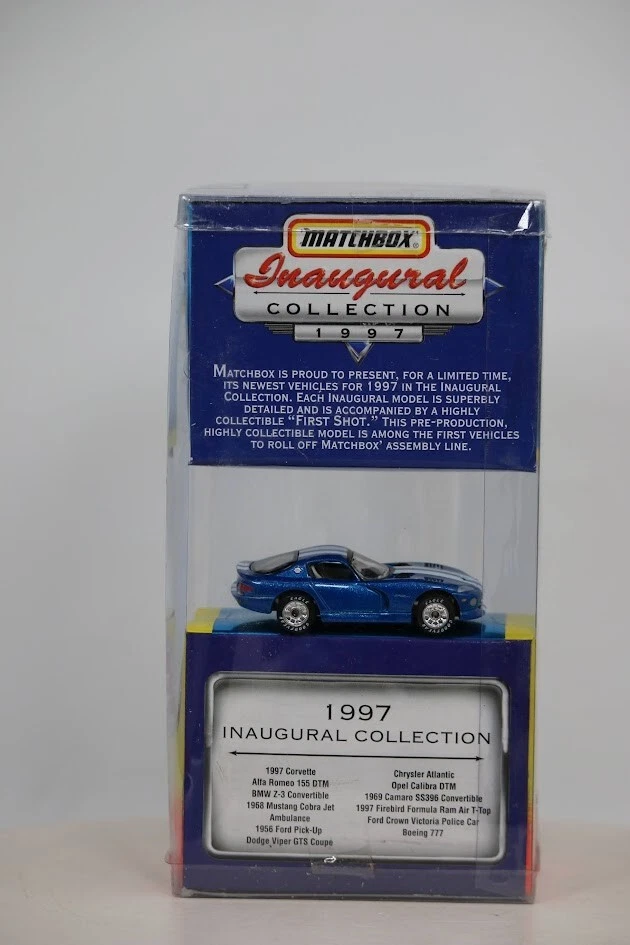 MATCHBOX®
Inaugural
COLLECTION
1997
MATCHBOX IS PROUD TO PRESENT, FOR A LIMITED TIME,
ITS NEWEST VEHICLES FOR 1997 IN THE INAUGURAL
COLLECTION. EACH INAUGURAL MODEL IS SUPERBLY
DETAILED AND IS ACCOMPANIED BY A HIGHLY
COLLECTIBLE "FIRST SHOT." THIS PRE-PRODUCTION,
HIGHLY COLLECTIBLE MODEL IS AMONG THE FIRST VEHICLES
TO ROLL OFF MATCHBOX' ASSEMBLY LINE.
1997
INAUGURAL COLLECTION
1997 Corvette
Alfa Romeo 155 DTM
BMW Z-3 Convertible
1968 Mustang Cobra Jet
Ambulance
1956 Ford Pick-Up
Dodge Viper GTS Coupe
Chrysler Atlantic
Opel Calibra DTM
1969 Camaro SS396 Convertible
1997 Firebird Formula Ram Air T-Top
Ford Crown Victoria Police Car
Boeing 777